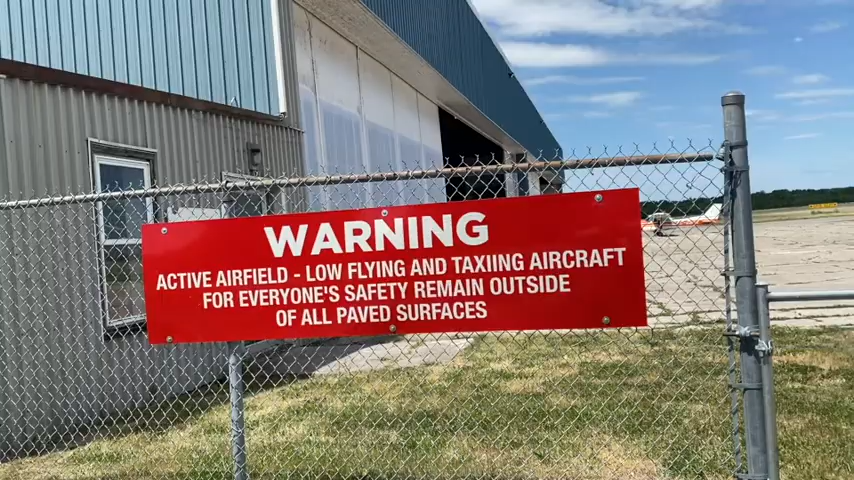 WARNING
ACTIVE AIRFIELD - LOW FLYING AND TAXIING AIRCRAFT
FOR EVERYONE'S SAFETY REMAIN OUTSIDE
OF ALL PAVED SURFACES